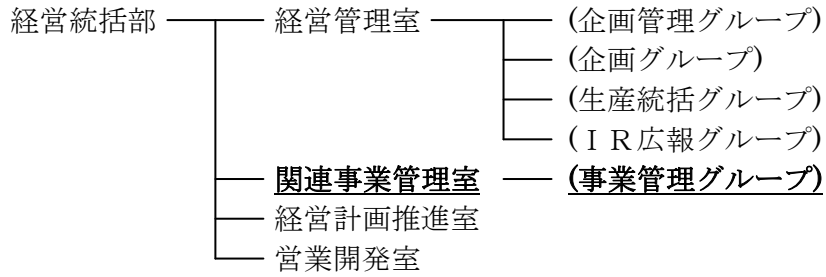 経営統括部 経営管理室 (企画管理グループ)
(企画グループ)
(生産統括グループ)
(ＩＲ広報グループ)
関連事業管理室 (事業管理グループ)
経営計画推進室
営業開発室